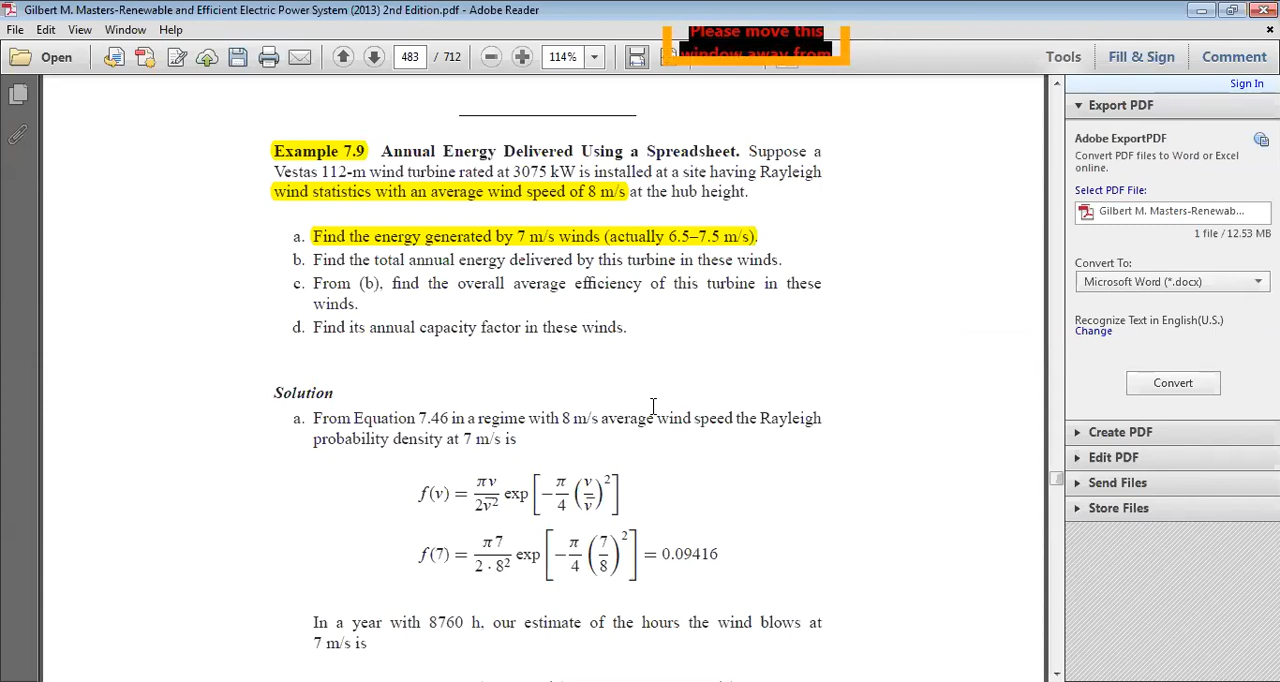 Gilbert M. Masters-Renewable and Efficient Electric Power System (2013) 2nd Edition.pdf - Adobe Reader
File Edit View Window Help
Please move this
window away from
Open 483 / 712 114% Tools Fill & Sign Comment
Sign In
Example 7.9 Annual Energy Delivered Using a Spreadsheet. Suppose a
Vestas 112-m wind turbine rated at 3075 kW is installed at a site having Rayleigh
wind statistics with an average wind speed of 8 m/s at the hub height.
a. Find the energy generated by 7 m/s winds (actually 6.5–7.5 m/s).
b. Find the total annual energy delivered by this turbine in these winds.
c. From (b), find the overall average efficiency of this turbine in these
winds.
d. Find its annual capacity factor in these winds.
Solution
a. From Equation 7.46 in a regime with 8 m/s average wind speed the Rayleigh
probability density at 7 m/s is
f(v) = πv / 2v̅² exp[−π/4 (v/v̅)²]
f(7) = π7 / 2 · 8² exp[−π/4 (7/8)²] = 0.09416
In a year with 8760 h, our estimate of the hours the wind blows at
7 m/s is
Export PDF
Adobe ExportPDF
Convert PDF files to Word or Excel
online.
Select PDF File:
Gilbert M. Masters-Renewab...
1 file / 12.53 MB
Convert To:
Microsoft Word (*.docx)
Recognize Text in English(U.S.)
Change
Convert
Create PDF
Edit PDF
Send Files
Store Files